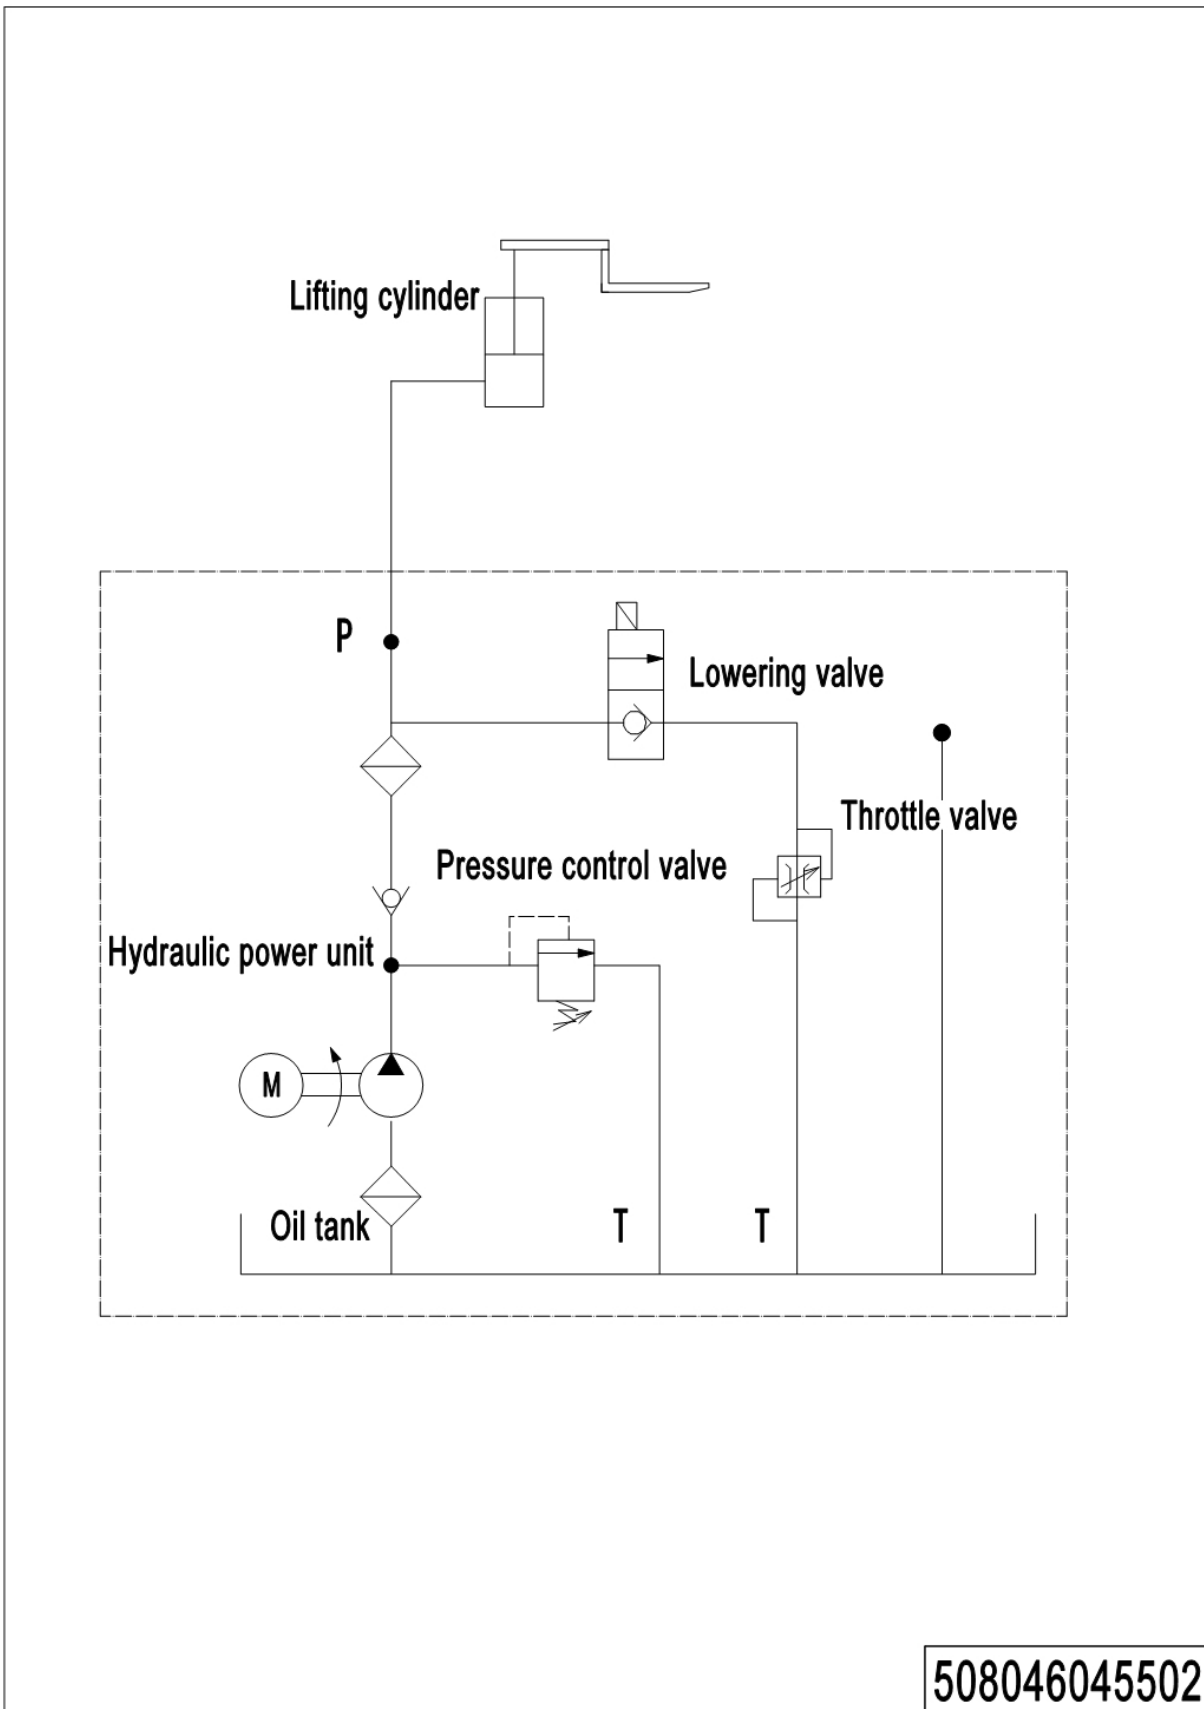 Lifting cylinder
P
Lowering valve
Throttle valve
Pressure control valve
Hydraulic power unit
M
Oil tank
T
T
508046045502